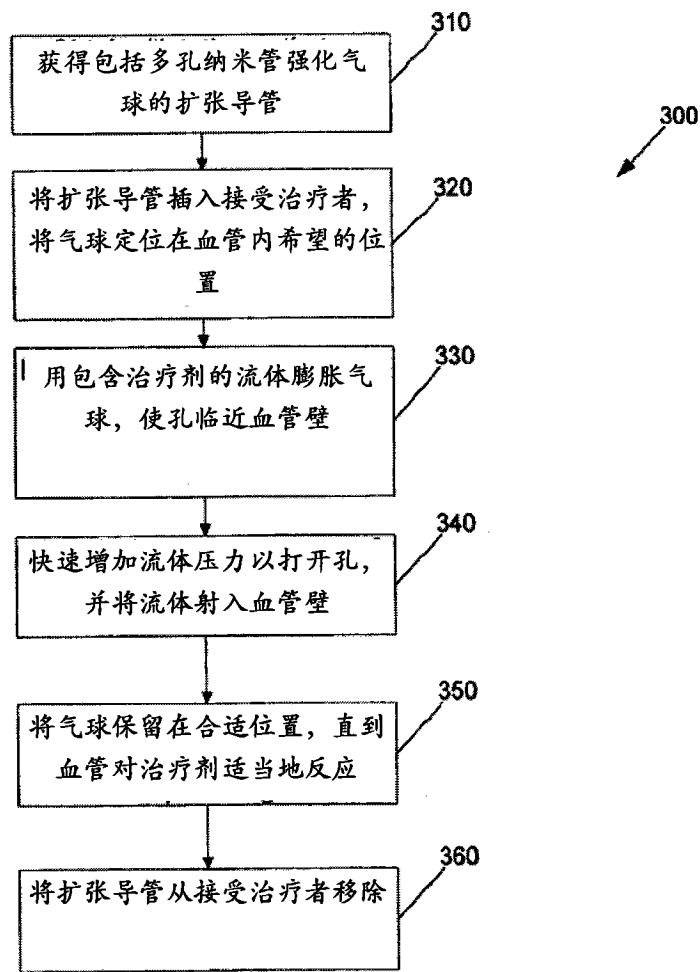 310
获得包括多孔纳米管强化气
球的扩张导管
300
320
将扩张导管插入接受治疗者，
将气球定位在血管内希望的位
置
330
用包含治疗剂的流体膨胀气
球，使孔临近血管壁
340
快速增加流体压力以打开孔，
并将流体射入血管壁
350
将气球保留在合适位置，直到
血管对治疗剂适当地反应
360
将扩张导管从接受治疗者移除